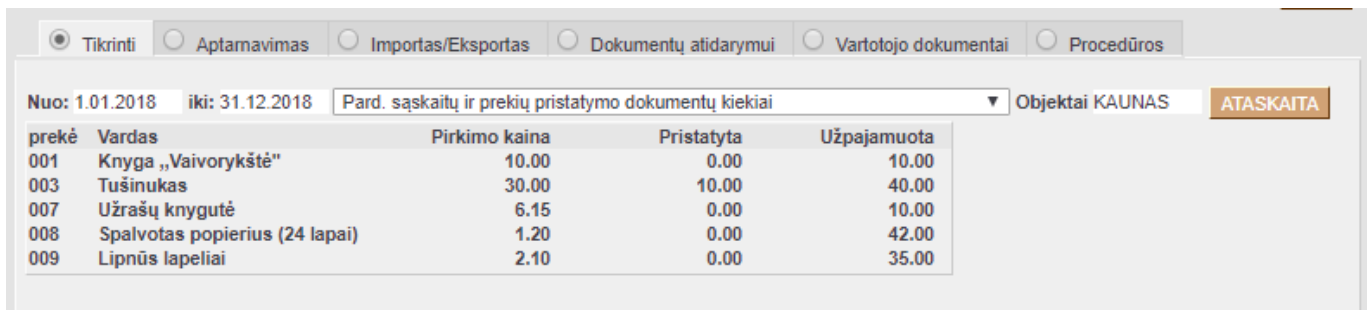 Tikrinti Aptarnavimas Importas/Eksportas Dokumentų atidarymui Vartotojo dokumentai Procedūros
Nuo: 1.01.2018 iki: 31.12.2018 Pard. sąskaitų ir prekių pristatymo dokumentų kiekiai ▼ Objektai KAUNAS ATASKAITA
prekė Vardas Pirkimo kaina Pristatyta Užpajamuota
001 Knyga ,,Vaivorykštė" 10.00 0.00 10.00
003 Tušinukas 30.00 10.00 40.00
007 Užrašų knygutė 6.15 0.00 10.00
008 Spalvotas popierius (24 lapai) 1.20 0.00 42.00
009 Lipnūs lapeliai 2.10 0.00 35.00